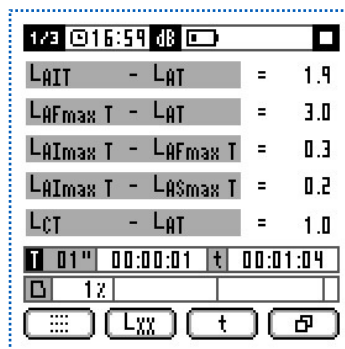 1/3 16:59 dB
LAIT - LAT = 1.9
LAFmax T - LAT = 3.0
LAImax T - LAFmax T = 0.3
LAImax T - LASmax T = 0.2
LCT - LAT = 1.0
T 01" 00:00:01 t 00:01:04
1%
Lxx t